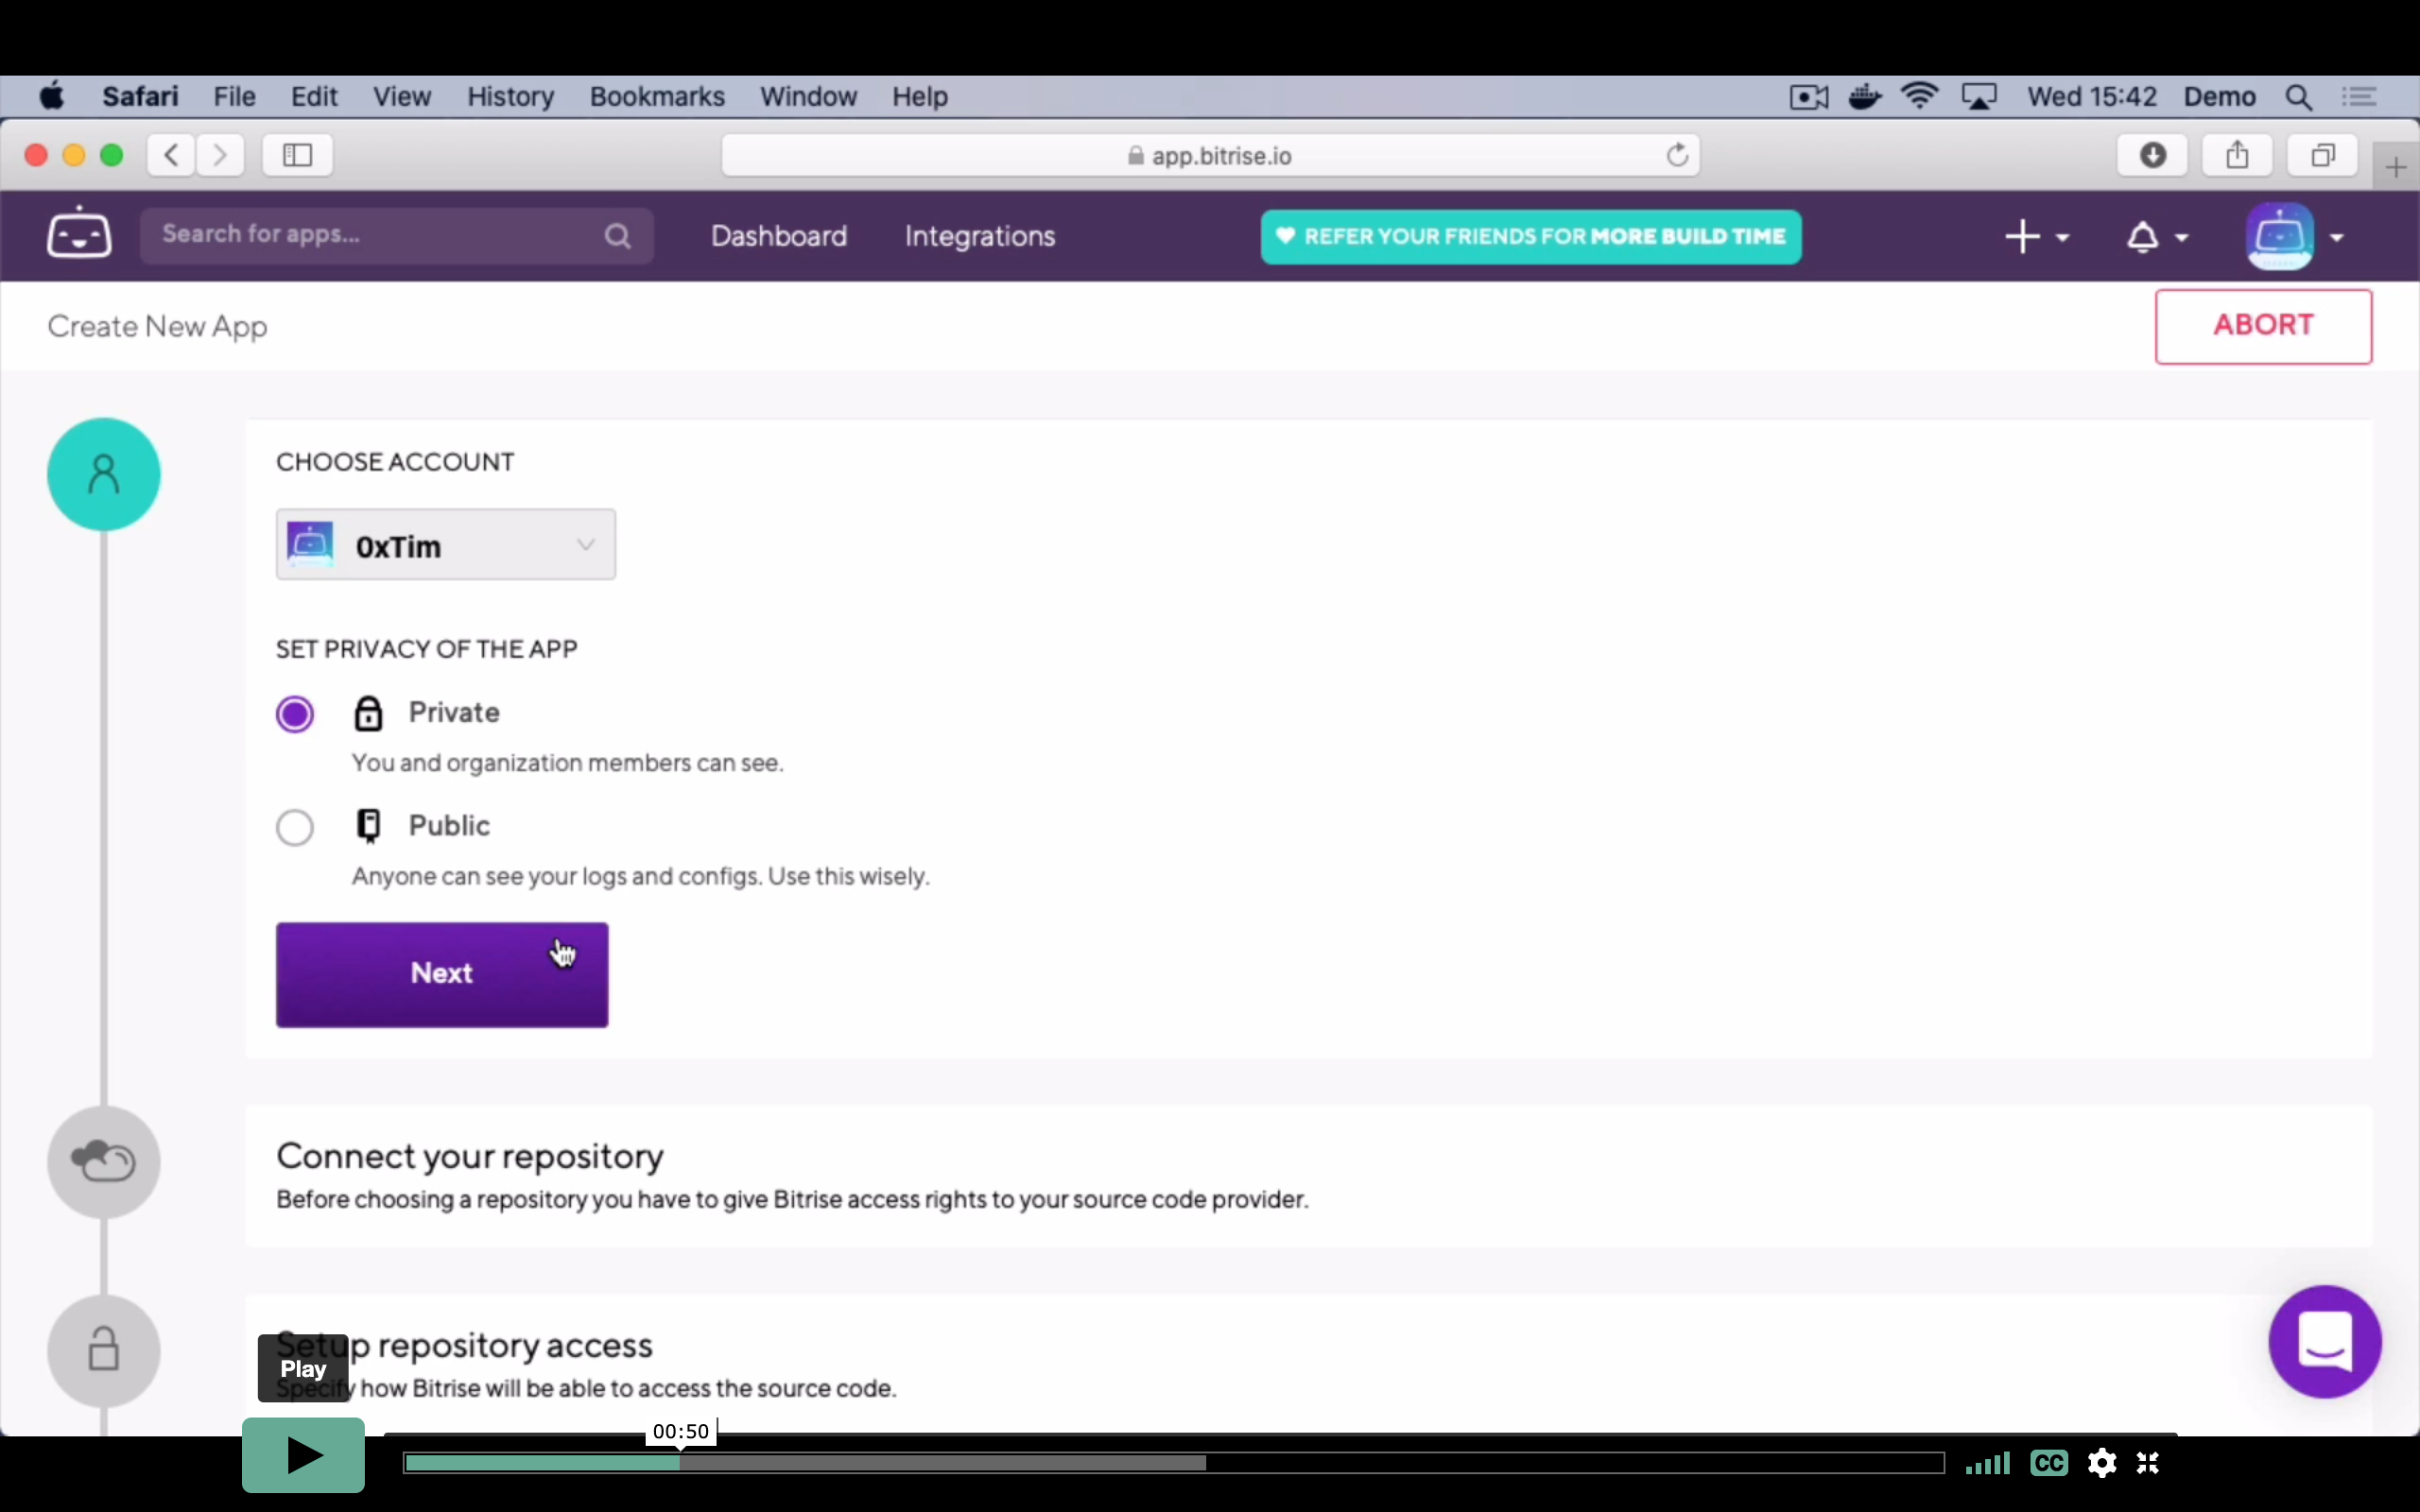 Safari File Edit View History Bookmarks Window Help Wed 15:42 Demo
app.bitrise.io
Search for apps... Dashboard Integrations REFER YOUR FRIENDS FOR MORE BUILD TIME
Create New App ABORT
CHOOSE ACCOUNT
0xTim
SET PRIVACY OF THE APP
Private
You and organization members can see.
Public
Anyone can see your logs and configs. Use this wisely.
Next
Connect your repository
Before choosing a repository you have to give Bitrise access rights to your source code provider.
Setup repository access
Play
Specify how Bitrise will be able to access the source code.
00:50
CC